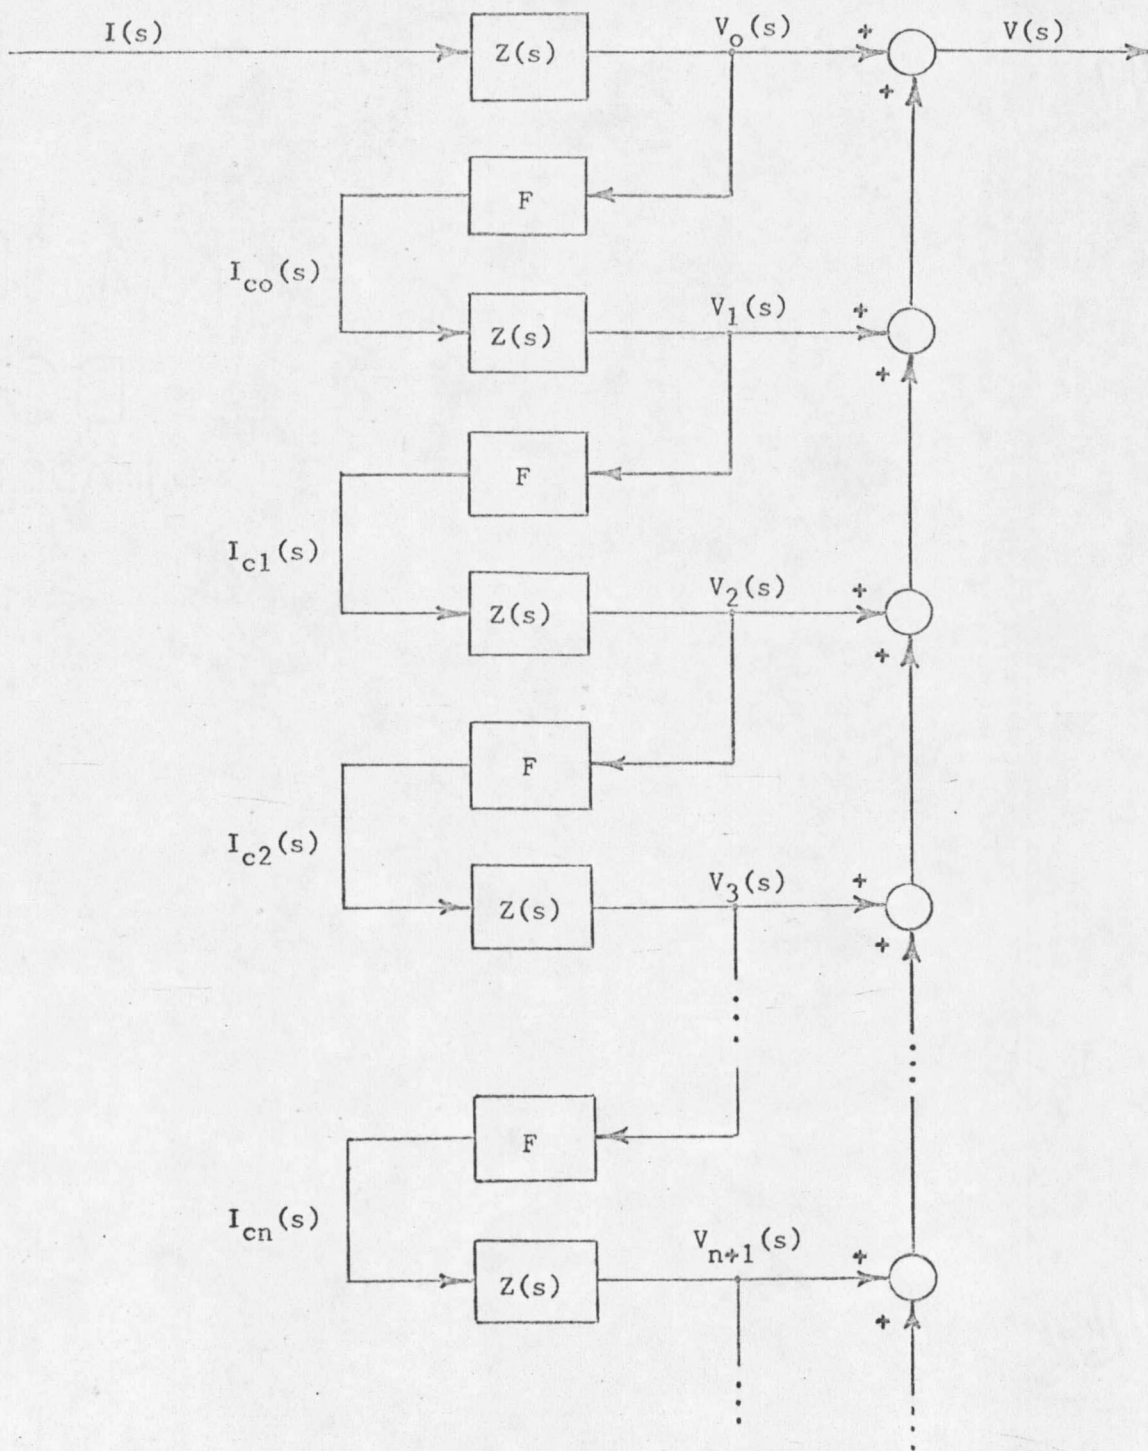 I(s)
Z(s)
V_o(s)
+
V(s)
+
F
I_co(s)
Z(s)
V_1(s)
+
+
F
I_c1(s)
Z(s)
V_2(s)
+
+
F
I_c2(s)
Z(s)
V_3(s)
+
+
F
I_cn(s)
Z(s)
V_n+1(s)
+
+